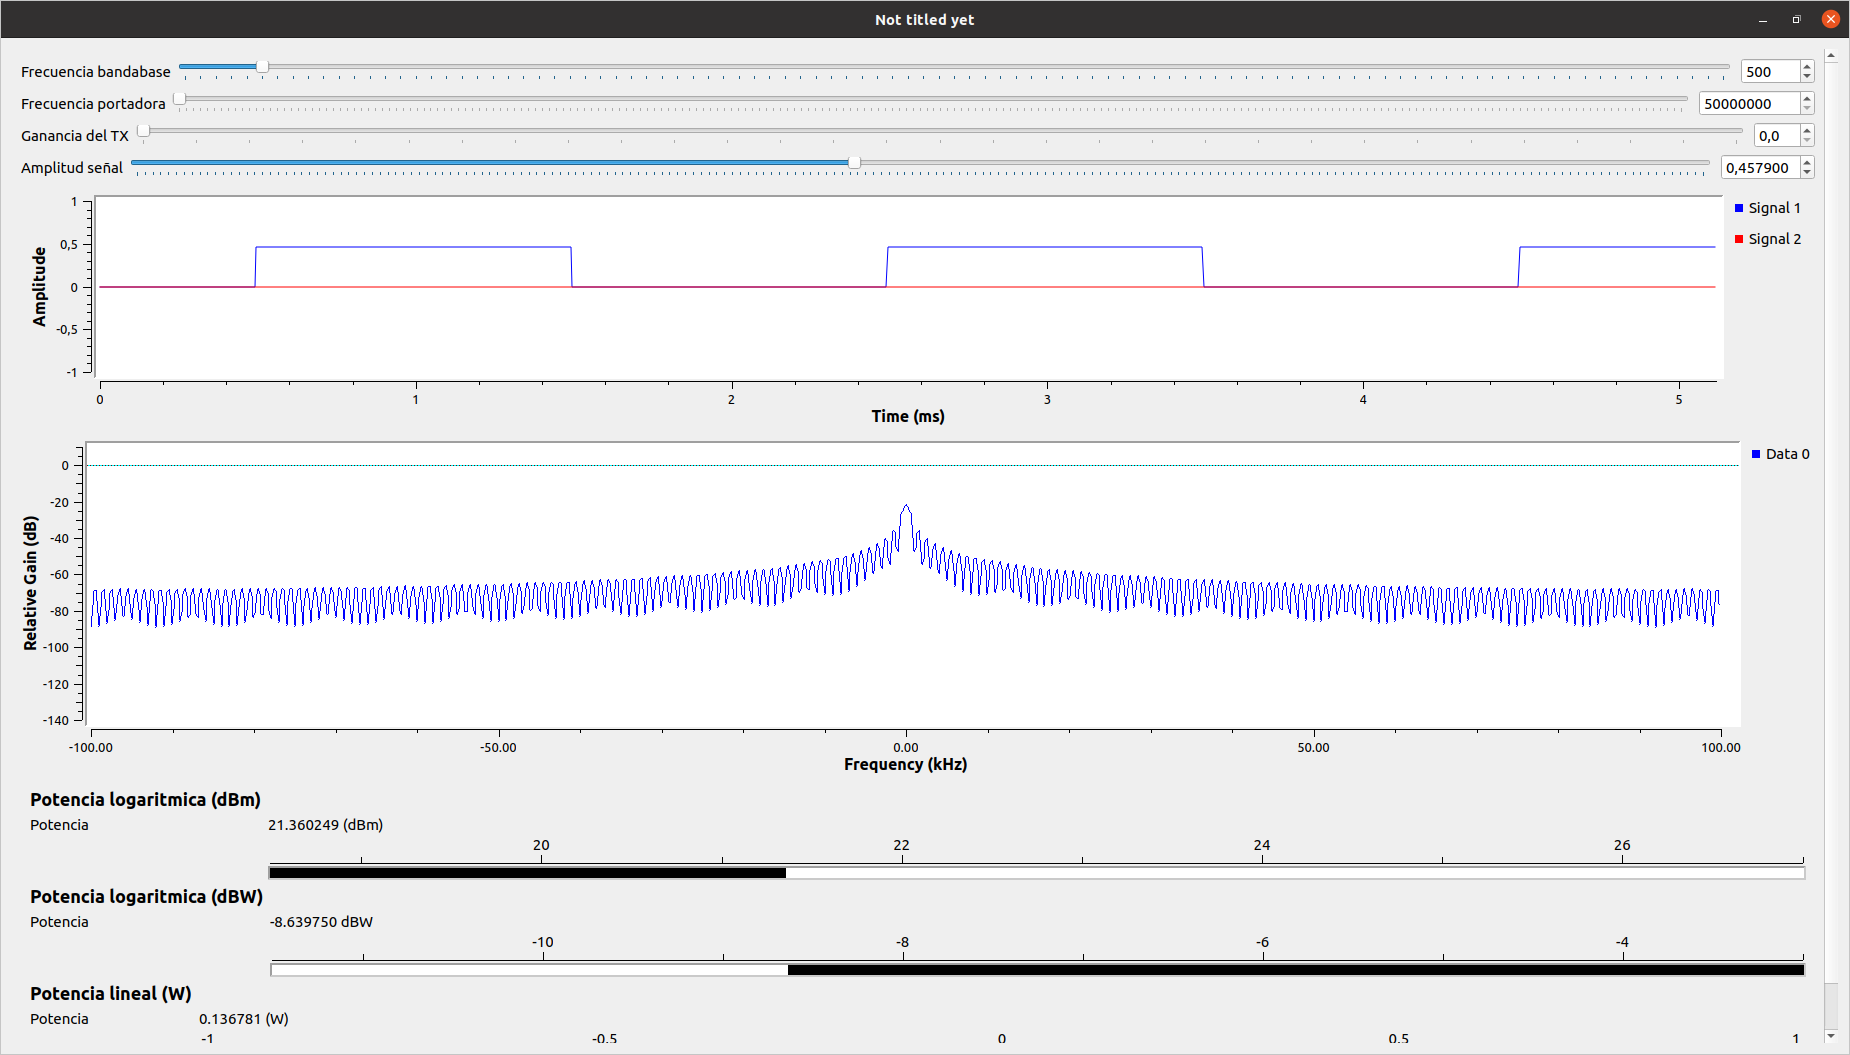 Not titled yet
Frecuencia bandabase 500
Frecuencia portadora 50000000
Ganancia del TX 0,0
Amplitud señal 0,457900
1
0,5
0
-0,5
-1
Amplitude
Signal 1
Signal 2
0 1 2 3 4 5
Time (ms)
0
-20
-40
-60
-80
-100
-120
-140
Relative Gain (dB)
Data 0
-100.00 -50.00 0.00 50.00 100.00
Frequency (kHz)
Potencia logaritmica (dBm)
Potencia 21.360249 (dBm)
20 22 24 26
Potencia logaritmica (dBW)
Potencia -8.639750 dBW
-10 -8 -6 -4
Potencia lineal (W)
Potencia 0.136781 (W)
-1 -0.5 0 0.5 1